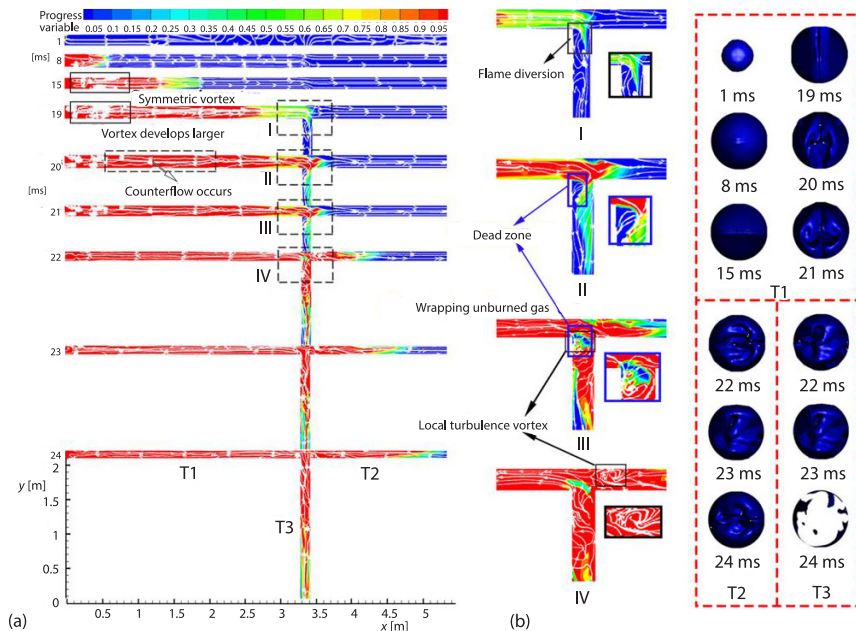 Progress variable
0.05 0.15 0.25 0.35 0.45 0.55 0.65 0.75 0.85 0.95
0 0.1 0.2 0.3 0.4 0.5 0.6 0.7 0.8 0.9
1
[ms]
8
15
Symmetric vortex
19
Vortex develops larger
I
20
II
Counterflow occurs
[ms]
21
III
22
IV
23
24
T1
T2
T3
y [m]
2
1.5
1
0.5
0
0.5 1 1.5 2 2.5 3 3.5 4 4.5 5
x [m]
(a)
Flame diversion
I
Dead zone
II
Wrapping unburned gas
Local turbulence vortex
III
IV
(b)
1 ms
19 ms
8 ms
20 ms
15 ms
21 ms
T1
22 ms
22 ms
23 ms
23 ms
24 ms
24 ms
T2
T3